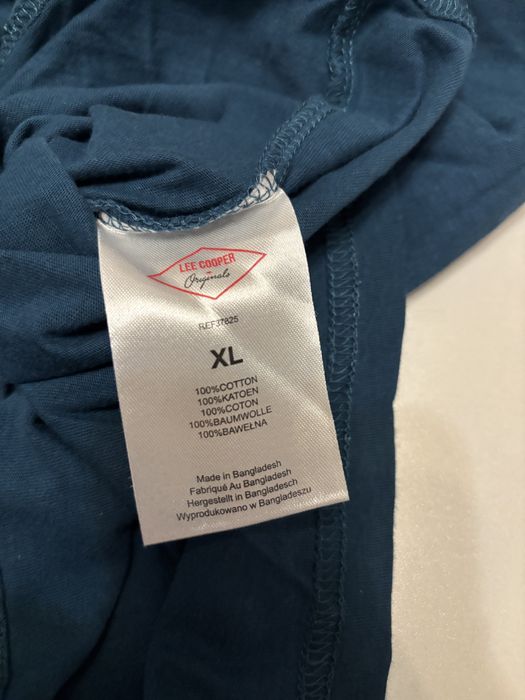 LEE COOPER
Originals
REF37825
XL
100%COTTON
100%KATOEN
100%COTON
100%BAUMWOLLE
100%BAWEŁNA
Made in Bangladesh
Fabriqué Au Bangladesh
Hergestellt in Bangladesch
Wyprodukowano w Bangladeszu